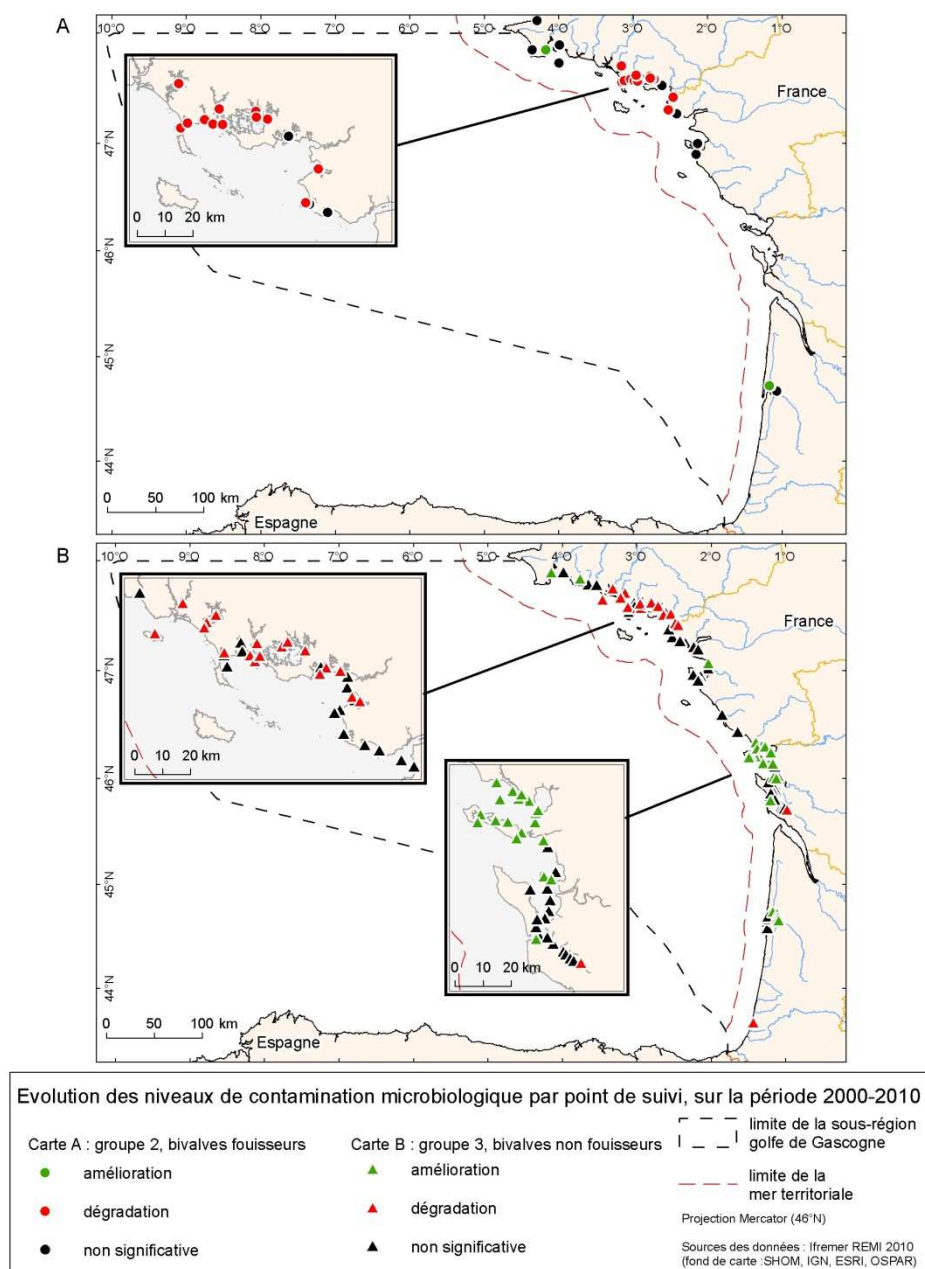 A
10°O 9°O 8°O 7°O 6°O 5°O 4°O 3°O 2°O 1°O
France
47°N
0 10 20 km
46°N
45°N
44°N
0 50 100 km
Espagne
B
10°O 9°O 8°O 7°O 6°O 5°O 4°O 3°O 2°O 1°O
France
47°N
0 10 20 km
46°N
45°N
0 10 20 km
44°N
0 50 100 km
Espagne
Evolution des niveaux de contamination microbiologique par point de suivi, sur la période 2000-2010
Carte A : groupe 2, bivalves fouisseurs
amélioration
dégradation
non significative
Carte B : groupe 3, bivalves non fouisseurs
amélioration
dégradation
non significative
limite de la sous-région
golfe de Gascogne
limite de la
mer territoriale
Projection Mercator (46°N)
Sources des données : Ifremer REMI 2010
(fond de carte :SHOM, IGN, ESRI, OSPAR)